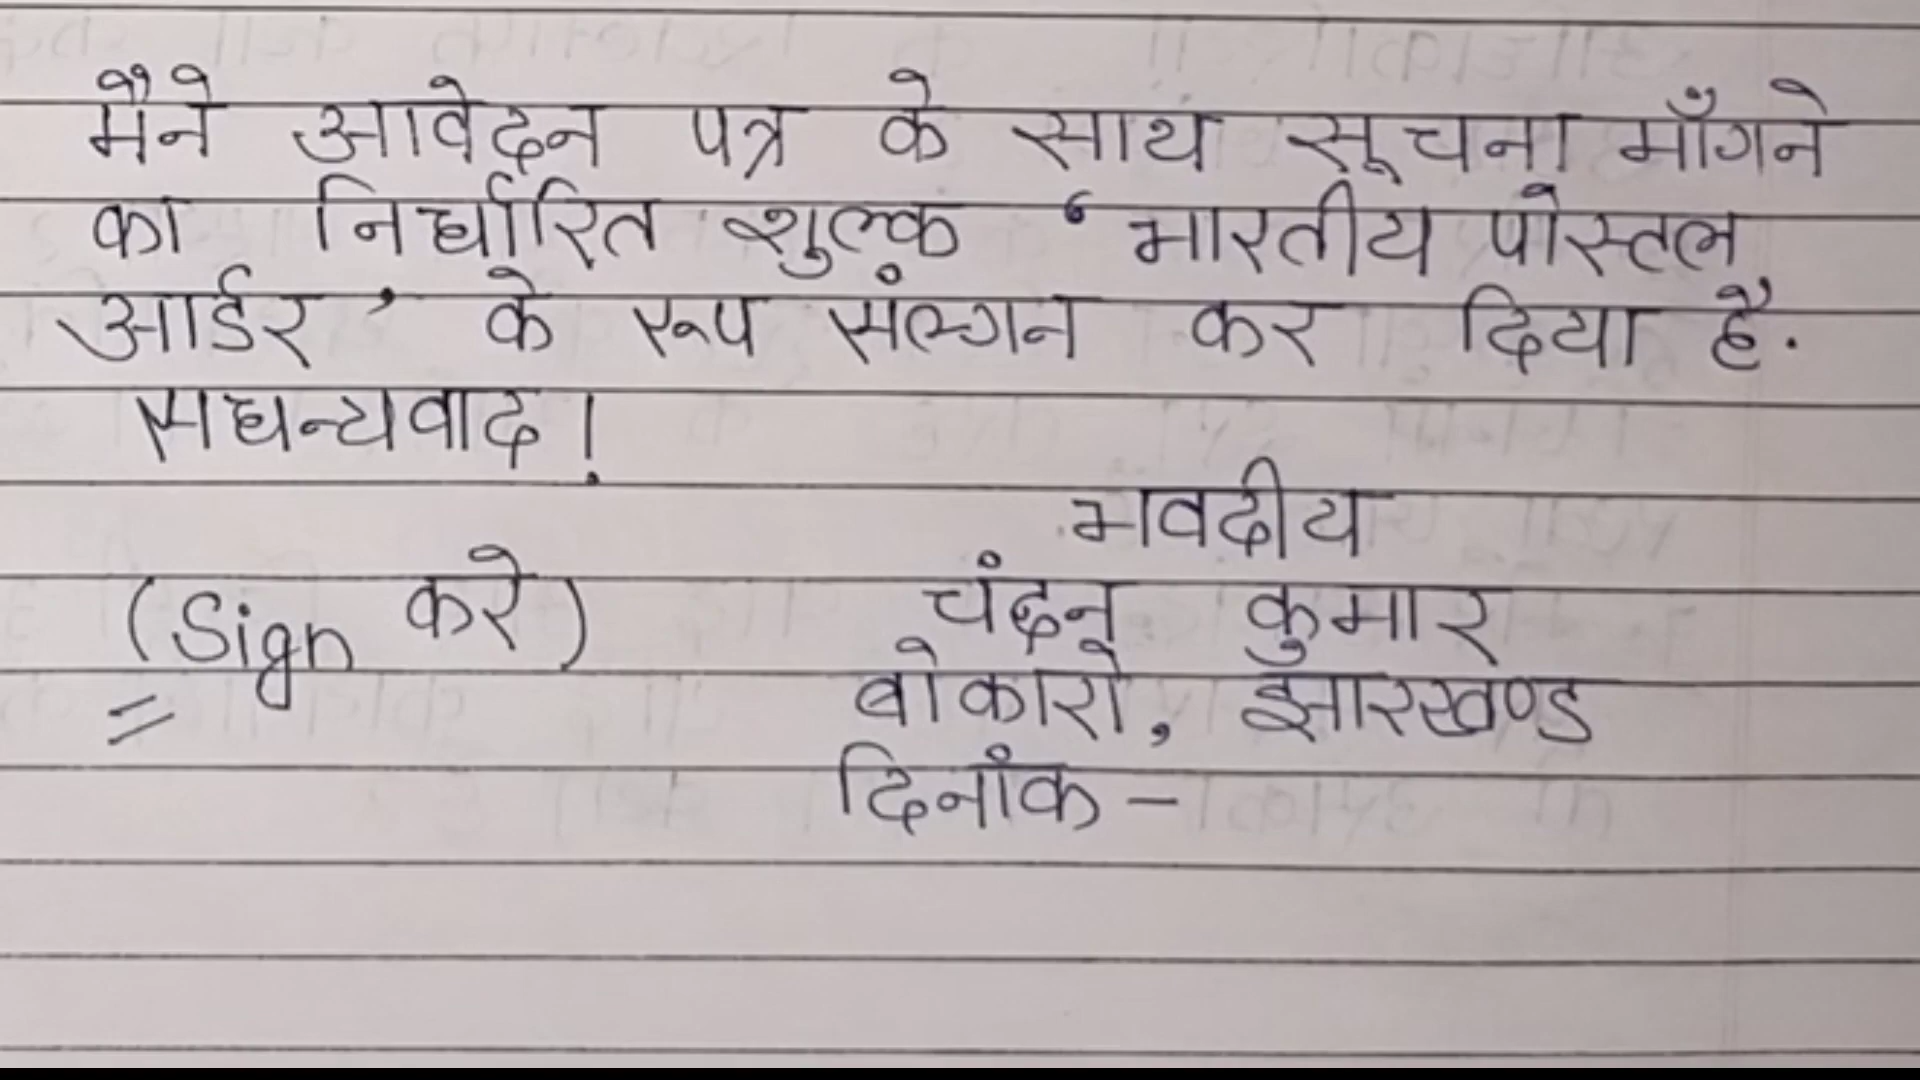 मैने आवेदन पत्र के साथ सूचना माँगने
का निर्धारित शुल्क ‘भारतीय पोस्टल
आर्डर’ के रूप संलग्न कर दिया है.
सधन्यवाद!
भवदीय
(Sign करे) चंदन कुमार
बोकारो, झारखण्ड
दिनाँक –